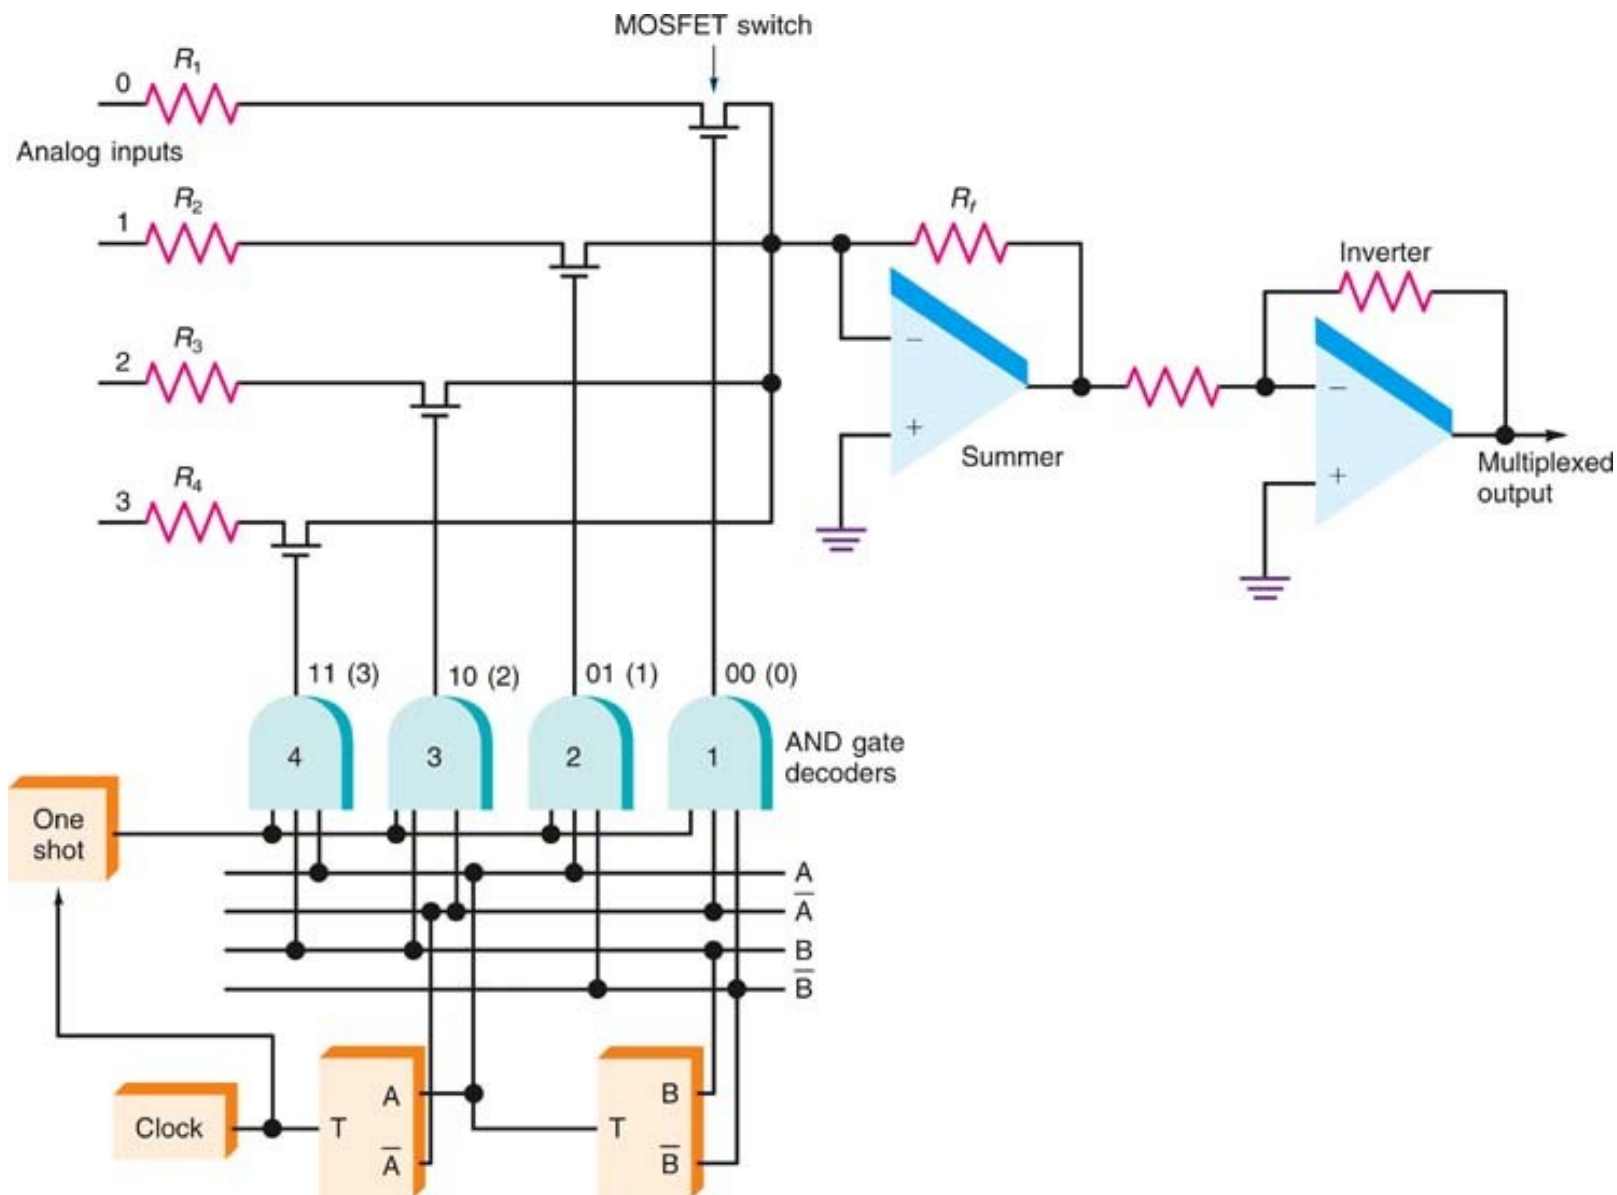 MOSFET switch
0
R1
Analog inputs
1
R2
Rf
Inverter
2
R3
−
+
Summer
−
+
Multiplexed
output
3
R4
11 (3)
10 (2)
01 (1)
00 (0)
4
3
2
1
AND gate
decoders
One
shot
A
A̅
B
B̅
Clock
T
A
A̅
T
B
B̅